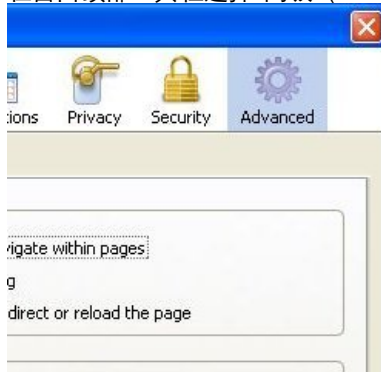 tions Privacy Security Advanced
vigate within pages
g
direct or reload the page